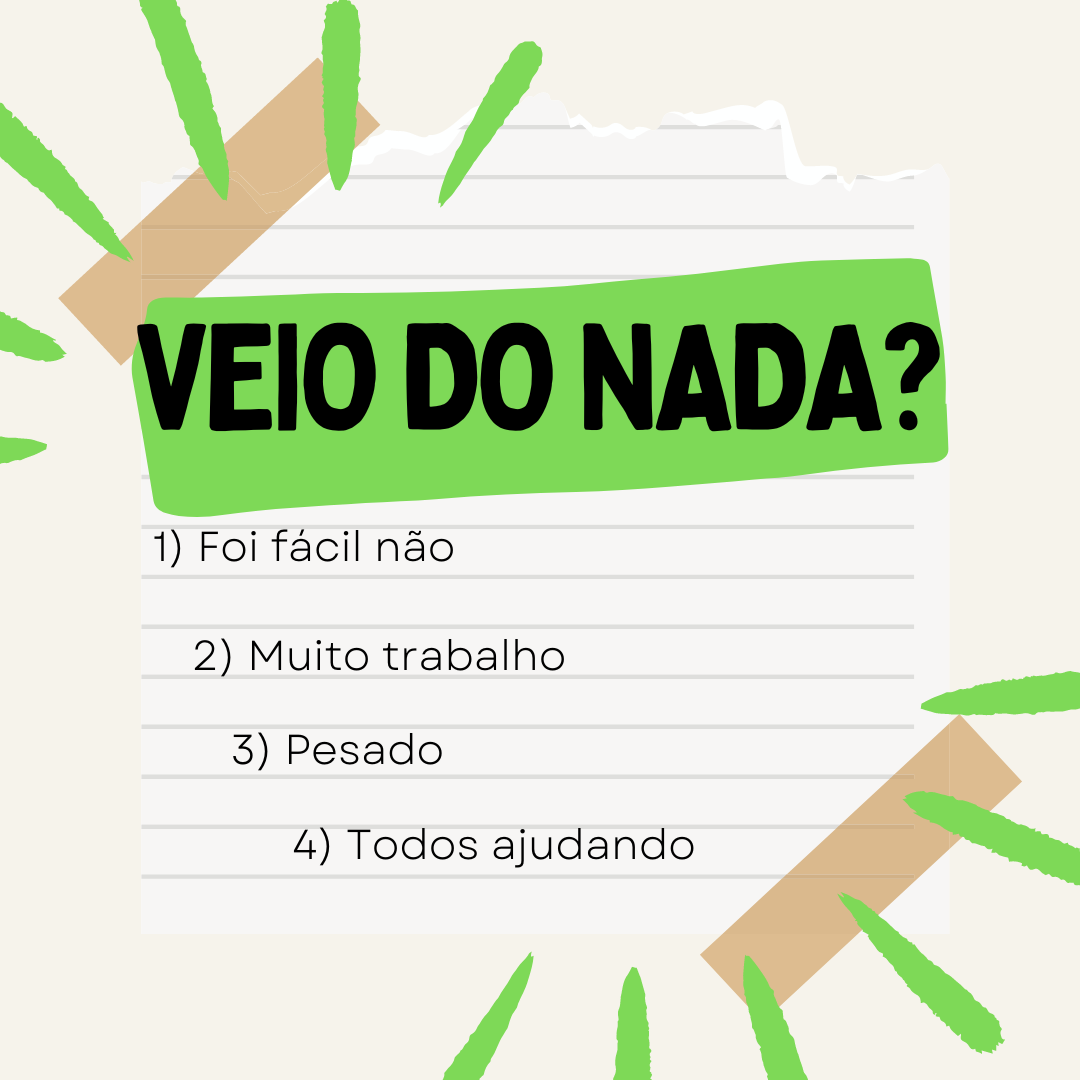 VEIO DO NADA?
1) Foi fácil não
2) Muito trabalho
3) Pesado
4) Todos ajudando